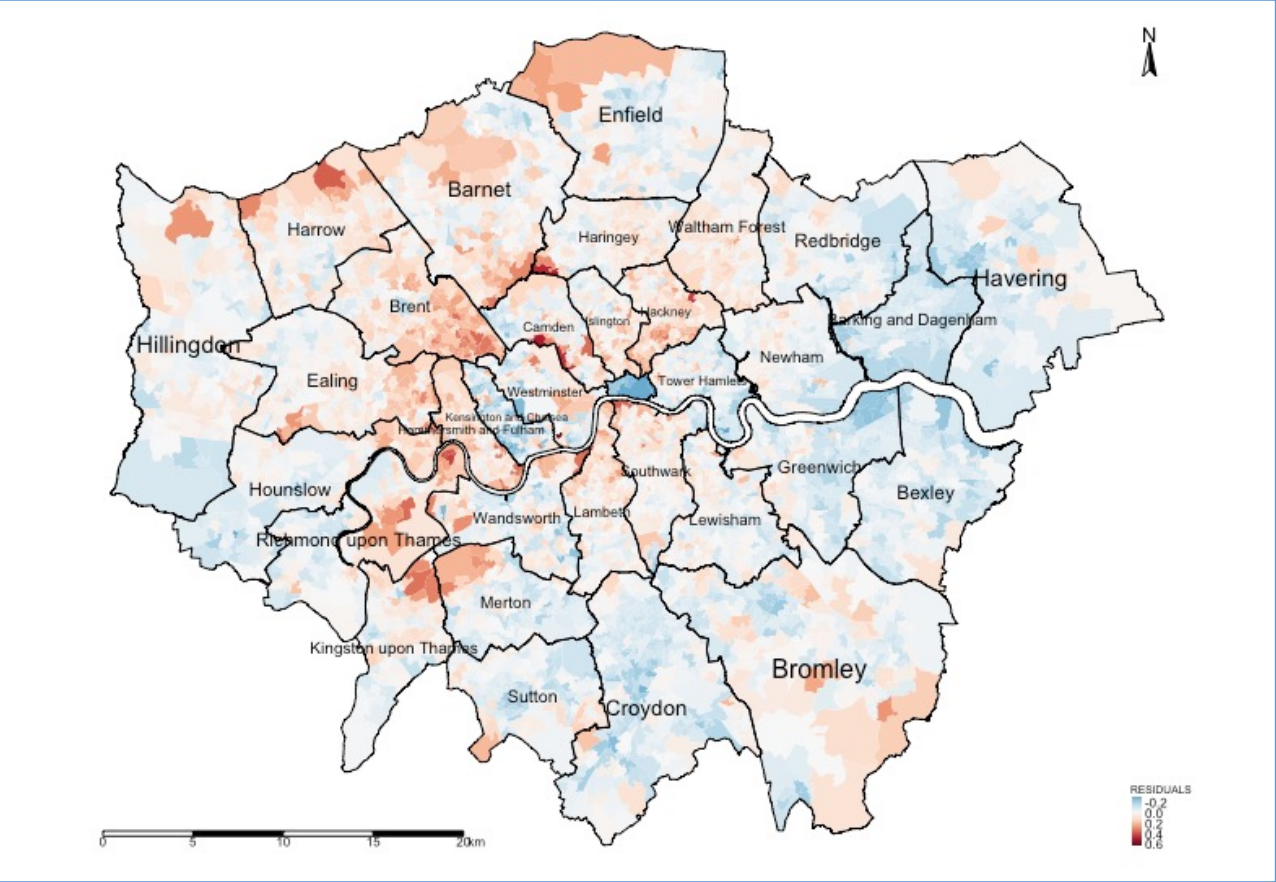 N
Enfield
Barnet
Harrow
Haringey
Waltham Forest
Redbridge
Havering
Brent
Camden
Islington
Hackney
Barking and Dagenham
Hillingdon
Newham
Ealing
Westminster
Tower Hamlets
Kensington and Chelsea
Hammersmith and Fulham
Southwark
Greenwich
Hounslow
Bexley
Wandsworth
Lambeth
Lewisham
Richmond upon Thames
Merton
Kingston upon Thames
Bromley
Sutton
Croydon
RESIDUALS
-0.2
0.0
0.2
0.4
0.6
0 5 10 15 20km